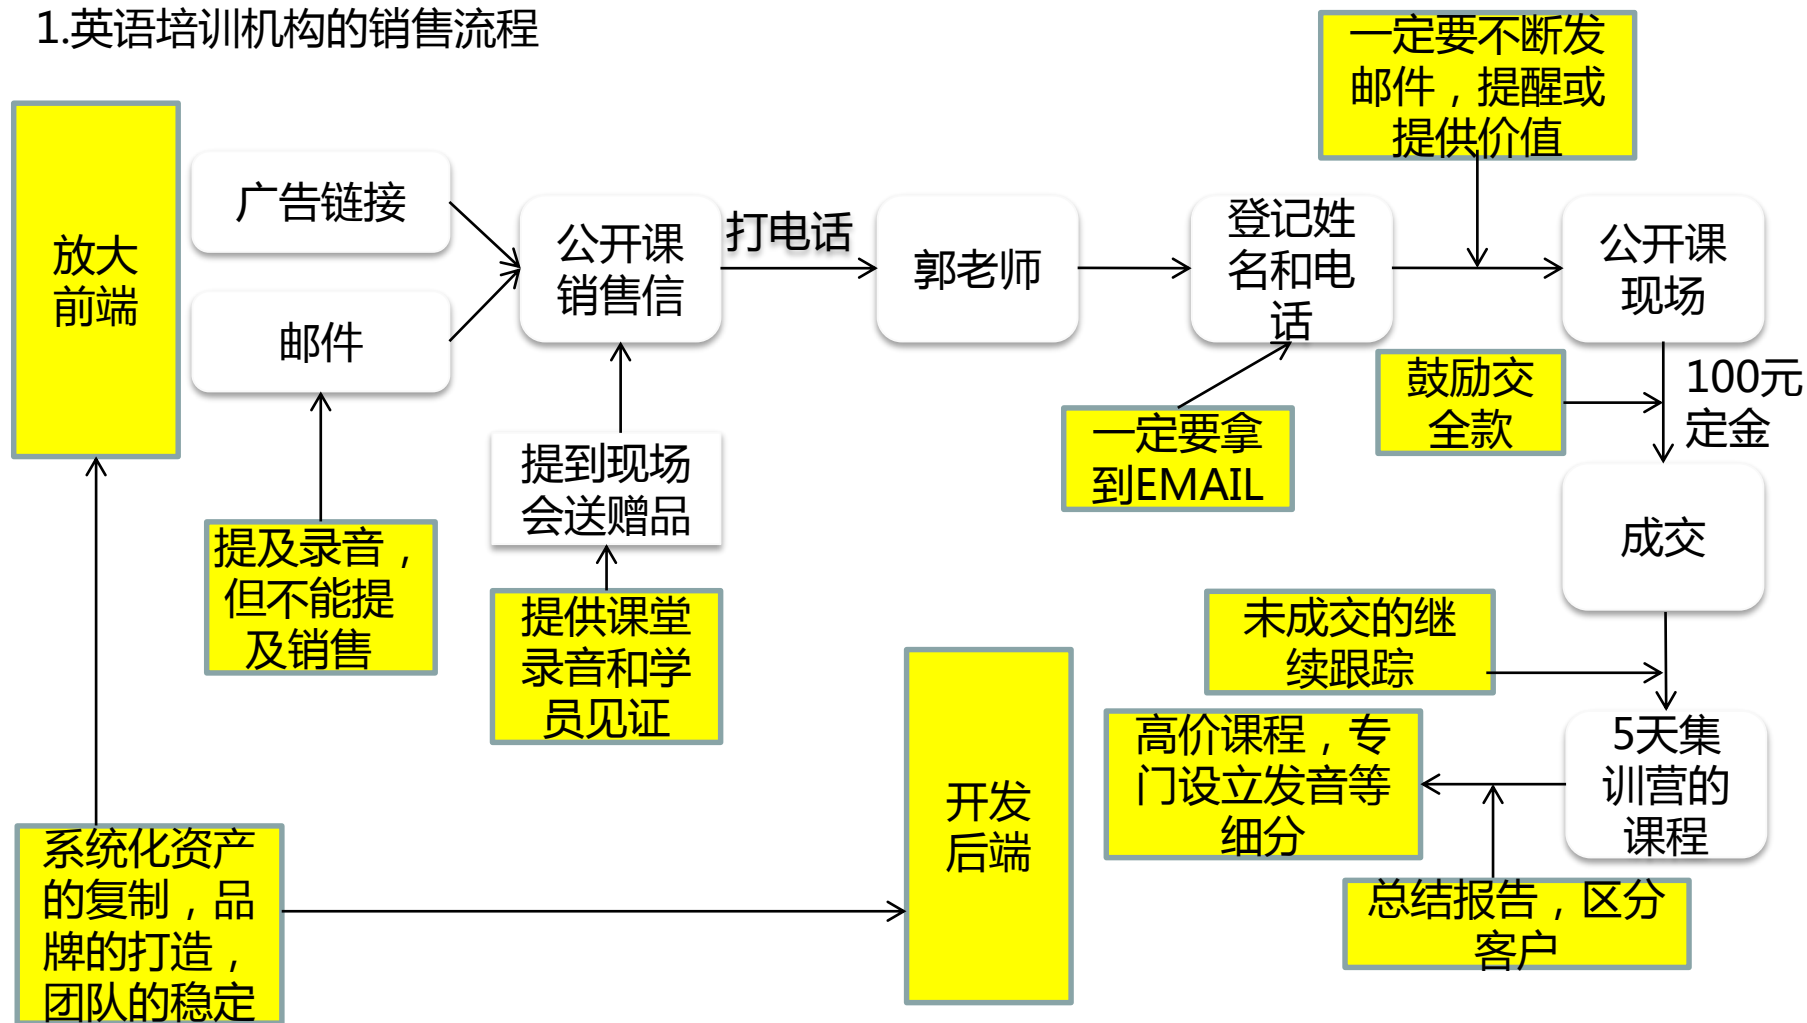 1.英语培训机构的销售流程
一定要不断发
邮件，提醒或
提供价值
放大
前端
广告链接
邮件
公开课
销售信
打电话
郭老师
登记姓
名和电
话
公开课
现场
鼓励交
全款
100元
定金
一定要拿
到EMAIL
提到现场
会送赠品
成交
提及录音，
但不能提
及销售
提供课堂
录音和学
员见证
未成交的继
续跟踪
开发
后端
高价课程，专
门设立发音等
细分
5天集
训营的
课程
系统化资产
的复制，品
牌的打造，
团队的稳定
总结报告，区分
客户